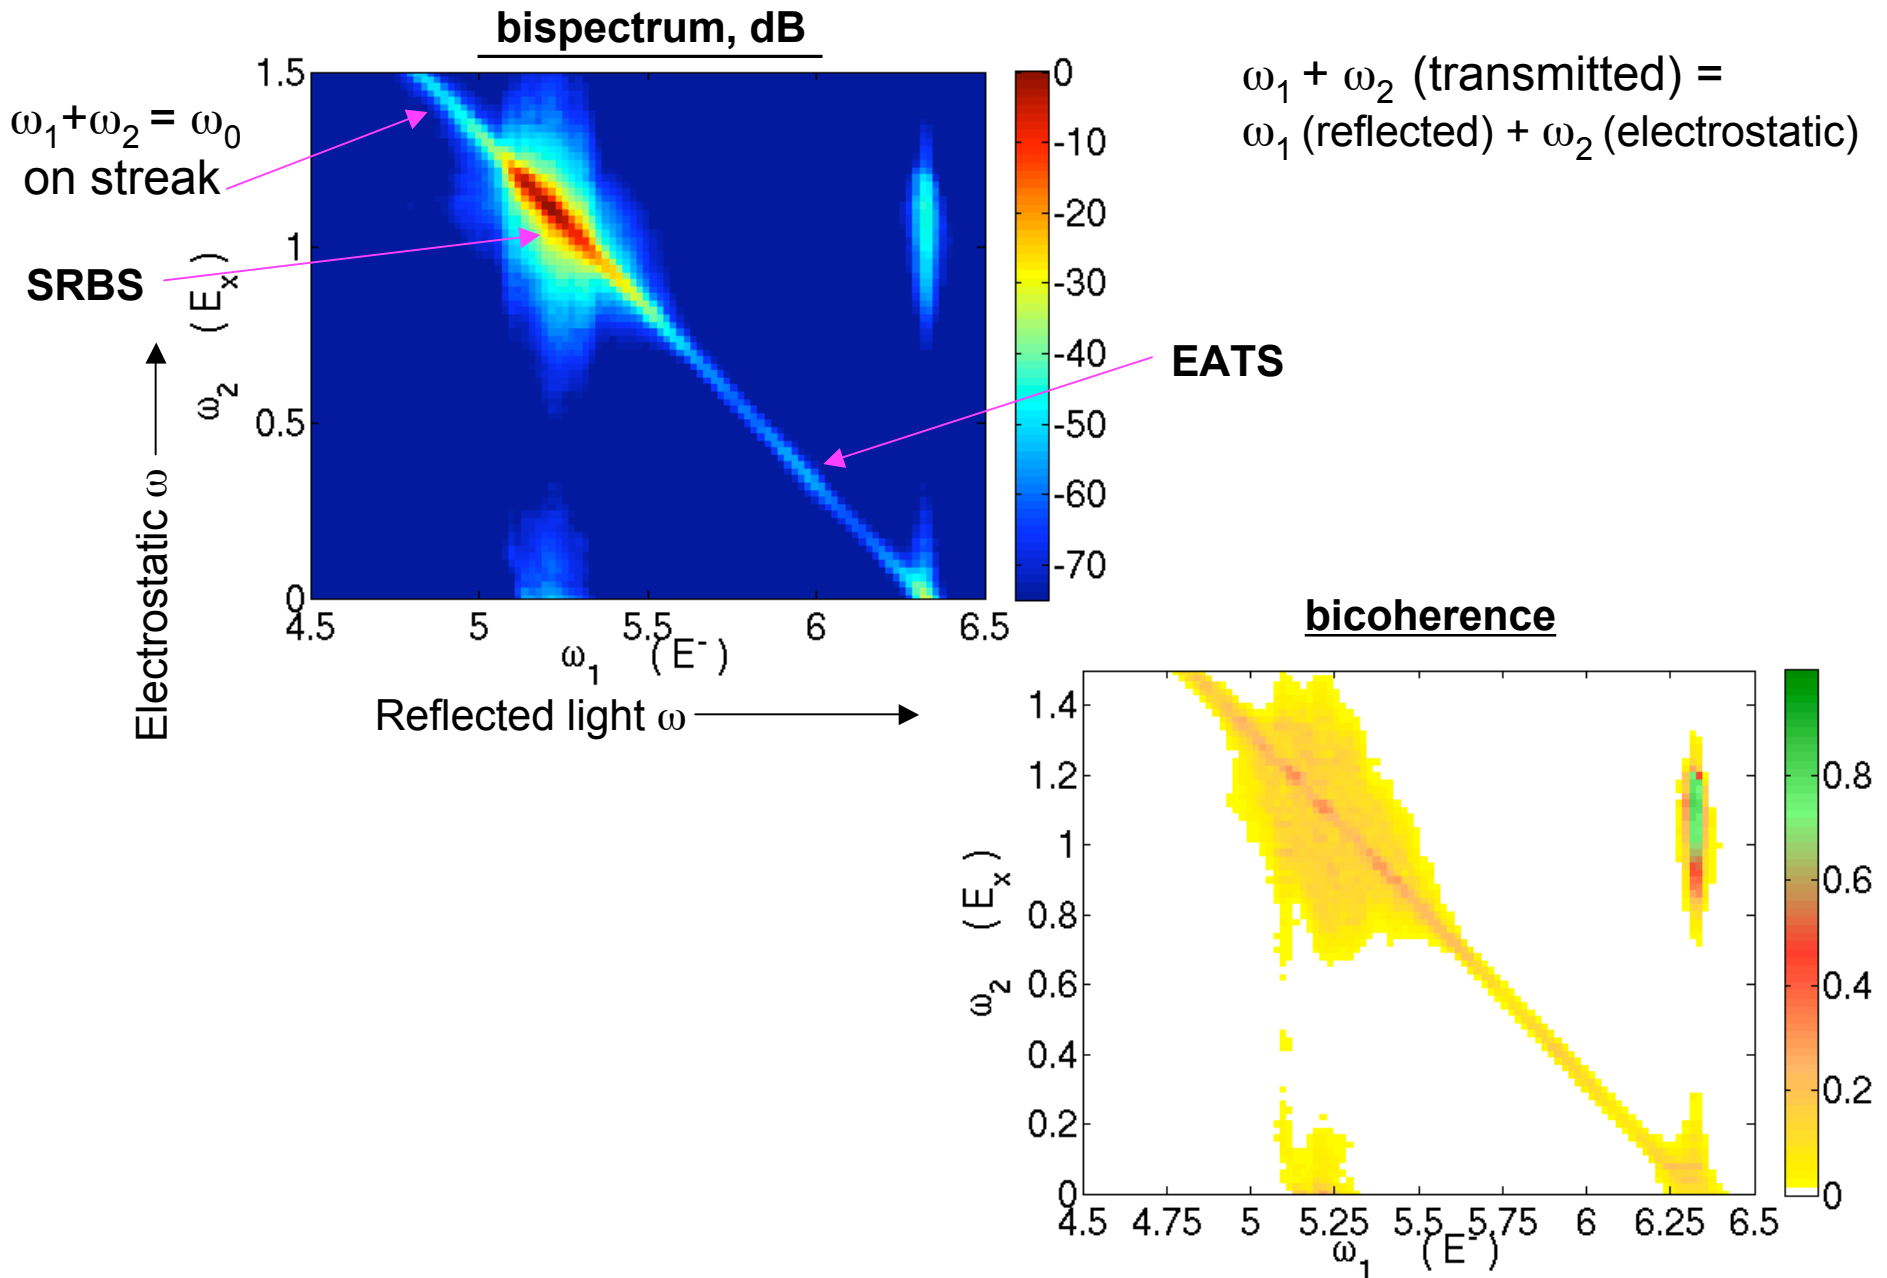 bispectrum, dB
ω₁ + ω₂ (transmitted) =
ω₁ (reflected) + ω₂ (electrostatic)
ω₁+ω₂ = ω₀
on streak
SRBS
EATS
1.5
1
0.5
0
4.5 5 5.5 6 6.5
ω₂ (Eₓ)
ω₁ (E⁻)
0
-10
-20
-30
-40
-50
-60
-70
Electrostatic ω
Reflected light ω
bicoherence
1.4
1.2
1
0.8
0.6
0.4
0.2
0
4.5 4.75 5 5.25 5.5 5.75 6 6.25 6.5
ω₂ (Eₓ)
ω₁ (E⁻)
0.8
0.6
0.4
0.2
0